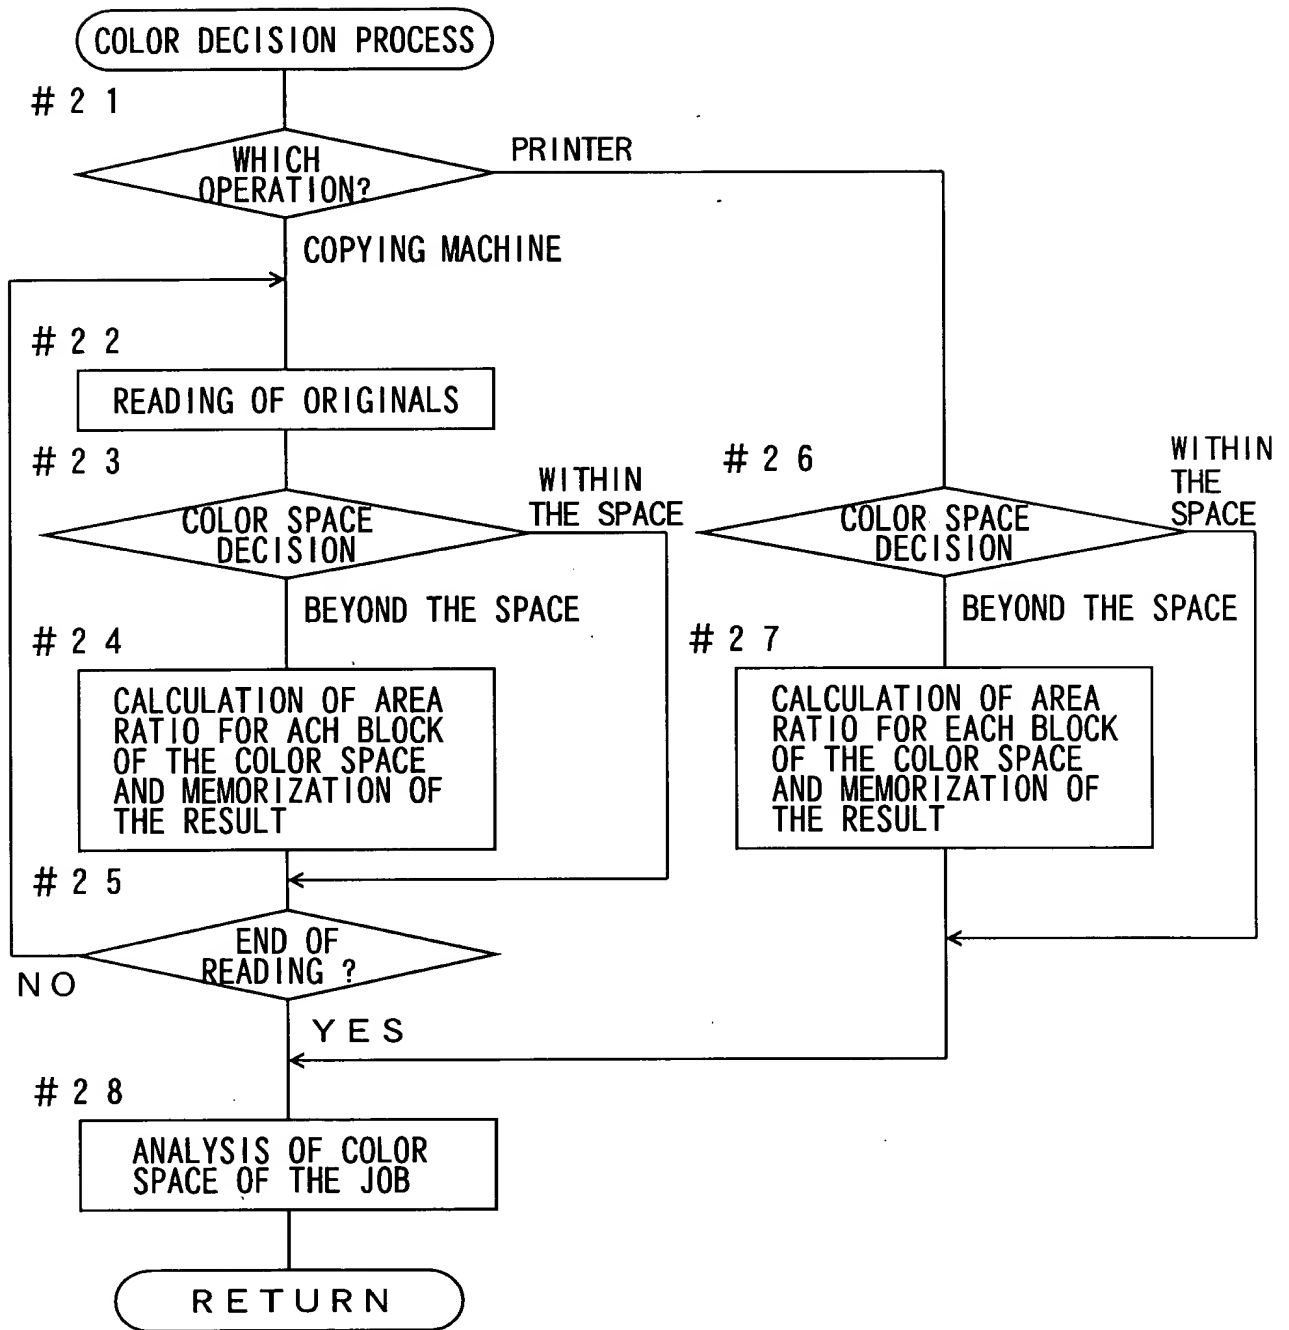 COLOR DECISION PROCESS
#21
WHICH
OPERATION?
PRINTER
COPYING MACHINE
#22
READING OF ORIGINALS
#23
COLOR SPACE
DECISION
WITHIN
THE SPACE
BEYOND THE SPACE
#24
CALCULATION OF AREA
RATIO FOR ACH BLOCK
OF THE COLOR SPACE
AND MEMORIZATION OF
THE RESULT
#25
END OF
READING ?
NO
YES
#26
COLOR SPACE
DECISION
WITHIN
THE
SPACE
BEYOND THE SPACE
#27
CALCULATION OF AREA
RATIO FOR EACH BLOCK
OF THE COLOR SPACE
AND MEMORIZATION OF
THE RESULT
#28
ANALYSIS OF COLOR
SPACE OF THE JOB
RETURN